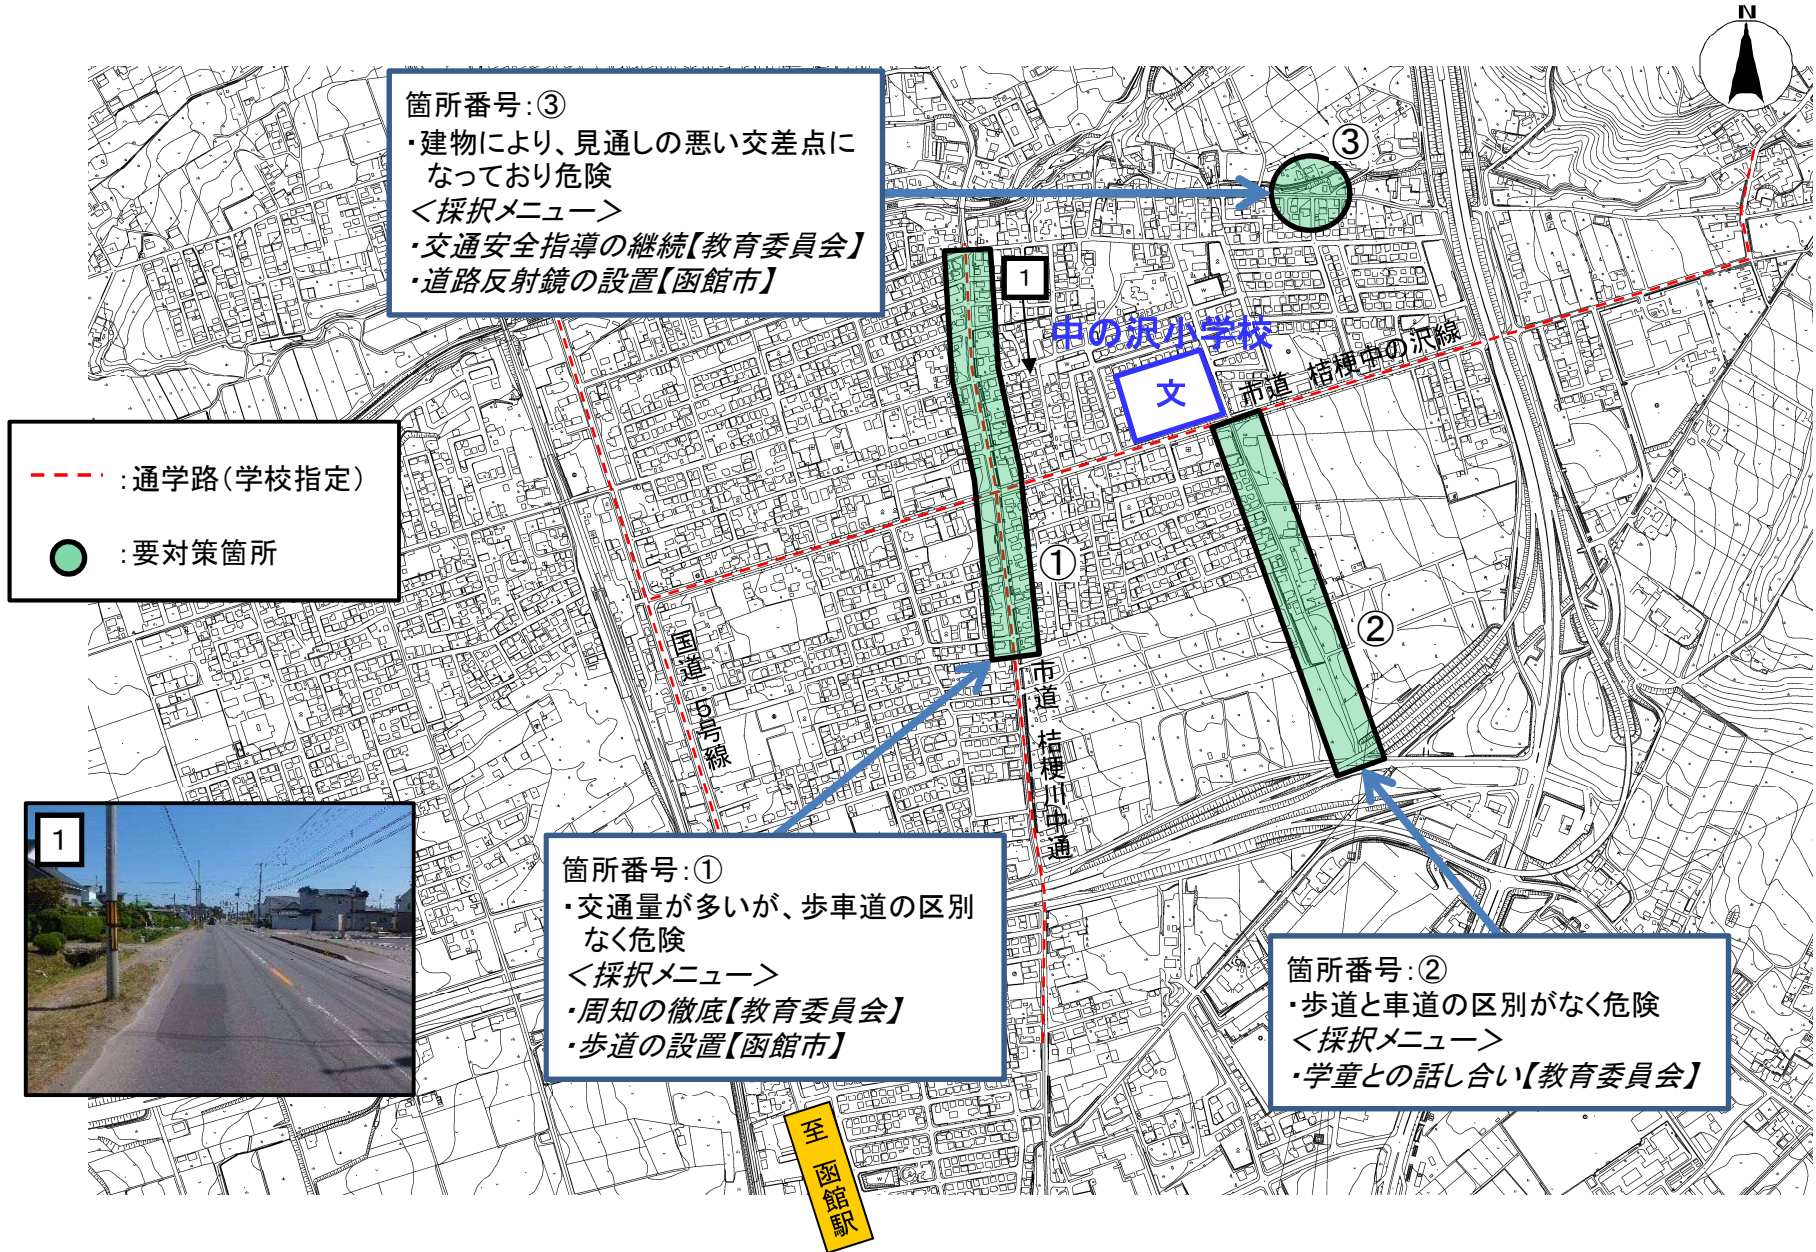 N
箇所番号：③
・建物により、見通しの悪い交差点に
なっており危険
＜採択メニュー＞
・交通安全指導の継続【教育委員会】
・道路反射鏡の設置【函館市】
③
1
中の沢小学校
文
市道 桔梗中の沢線
：通学路（学校指定）
：要対策箇所
①
②
国道 5号線
市道 桔梗川中通
1
箇所番号：①
・交通量が多いが、歩車道の区別
なく危険
＜採択メニュー＞
・周知の徹底【教育委員会】
・歩道の設置【函館市】
箇所番号：②
・歩道と車道の区別がなく危険
＜採択メニュー＞
・学童との話し合い【教育委員会】
至 函館駅